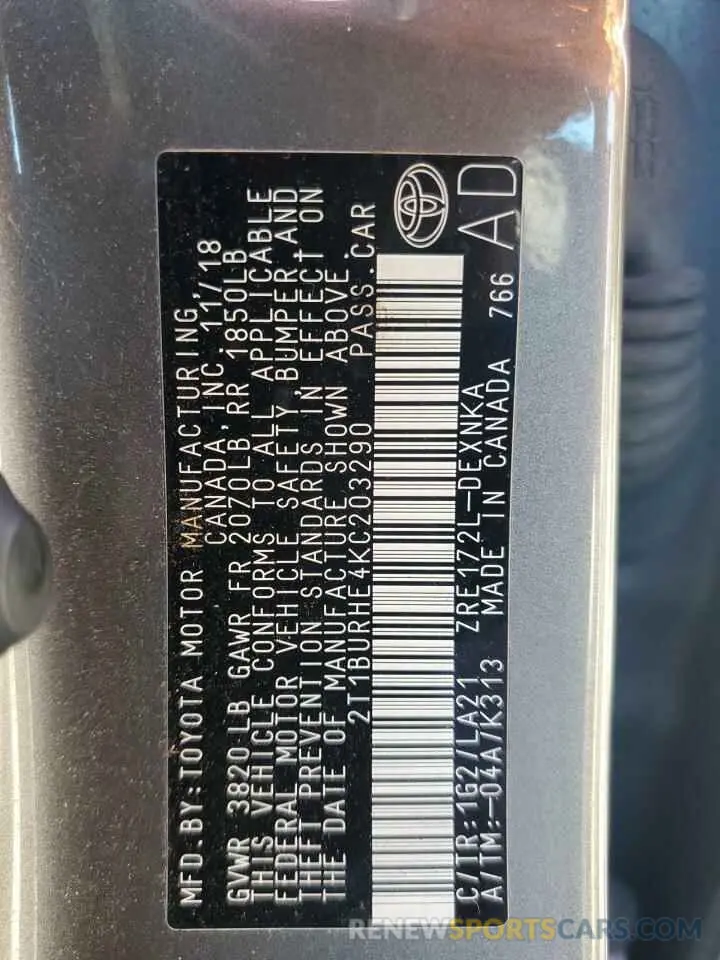 MFD.BY:TOYOTA MOTOR MANUFACTURING,
CANADA,INC. 11/18
GVWR 3820 LB GAWR FR 2070LB, RR 1850LB
THIS VEHICLE CONFORMS TO ALL APPLICABLE
FEDERAL MOTOR VEHICLE SAFETY, BUMPER,AND
THEFT PREVENTION STANDARDS IN EFFECT ON
THE DATE OF MANUFACTURE SHOWN ABOVE.
2T1BURHE4KC203290 PASS.CAR
C/TR:1G2/LA21 ZRE172L-DEXNKA
A/TM:-04A/K313 MADE IN CANADA 766
AD
RENEWSPORTSCARS.COM